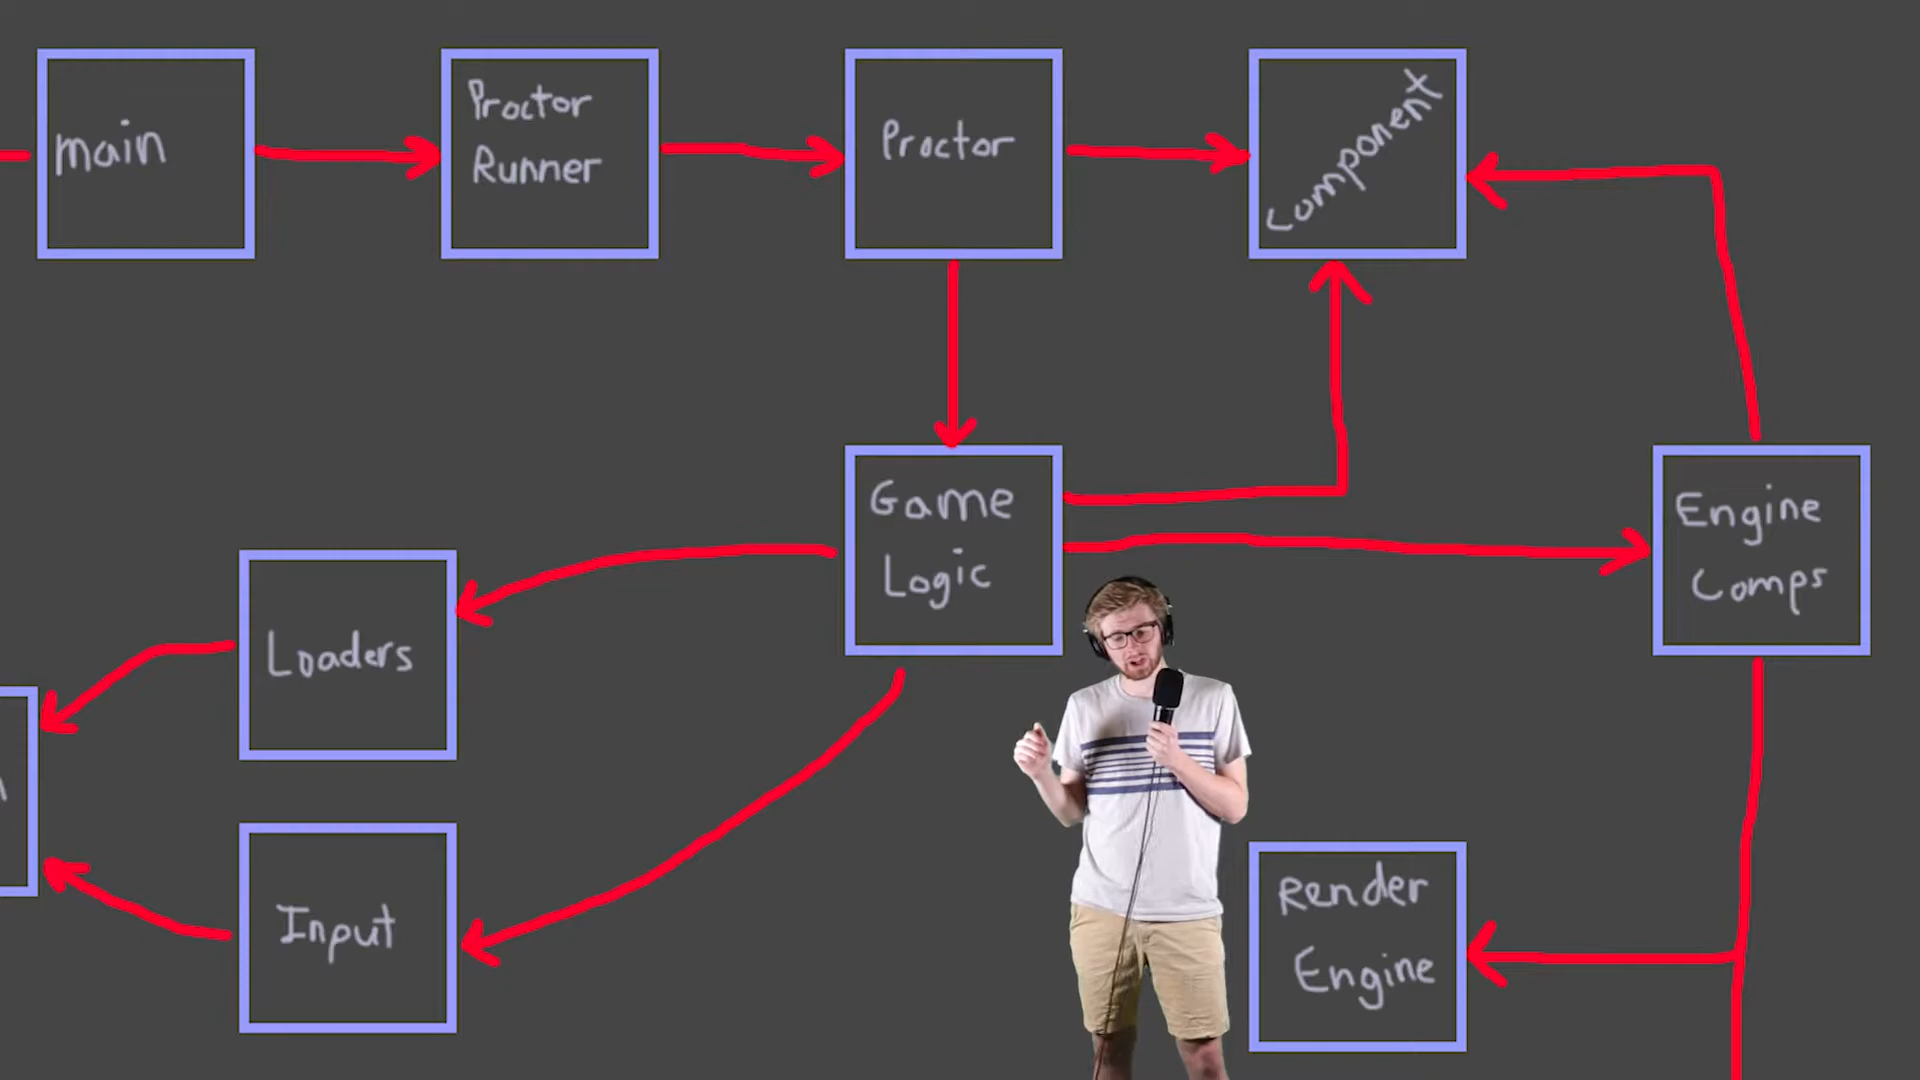 main
Proctor
Runner
Proctor
Component
Game
Logic
Engine
Comps
Loaders
Input
Render
Engine